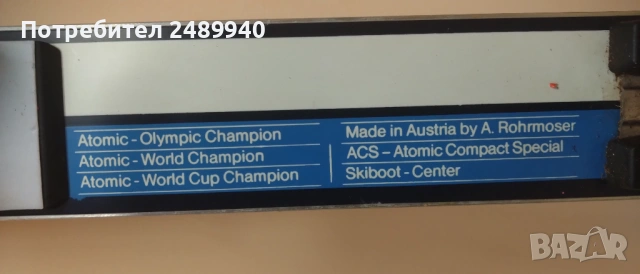 Потребител 2489940
Atomic - Olympic Champion
Atomic - World Champion
Atomic - World Cup Champion
Made in Austria by A. Rohrmoser
ACS - Atomic Compact Special
Skiboot - Center
BAZAR